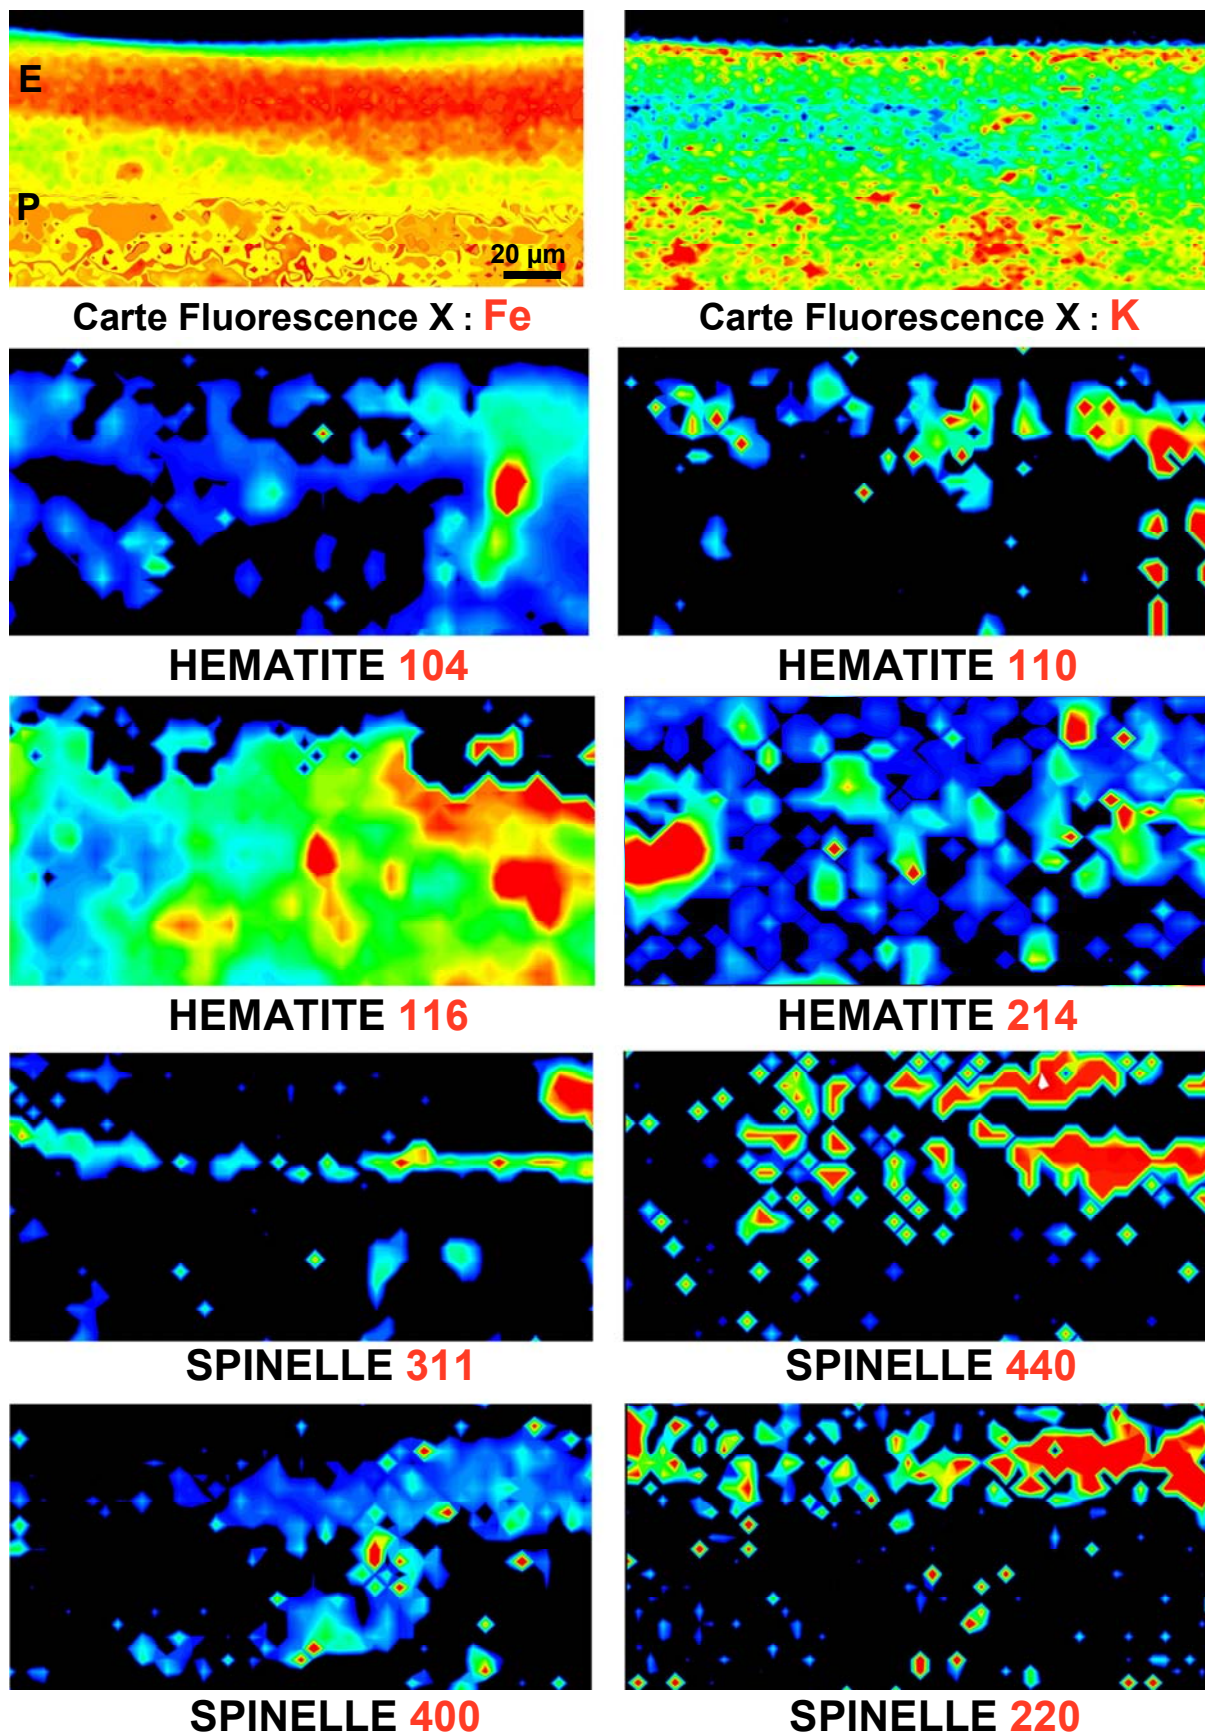 E
P
20 µm
Carte Fluorescence X : Fe
Carte Fluorescence X : K
HEMATITE 104
HEMATITE 110
HEMATITE 116
HEMATITE 214
SPINELLE 311
SPINELLE 440
SPINELLE 400
SPINELLE 220